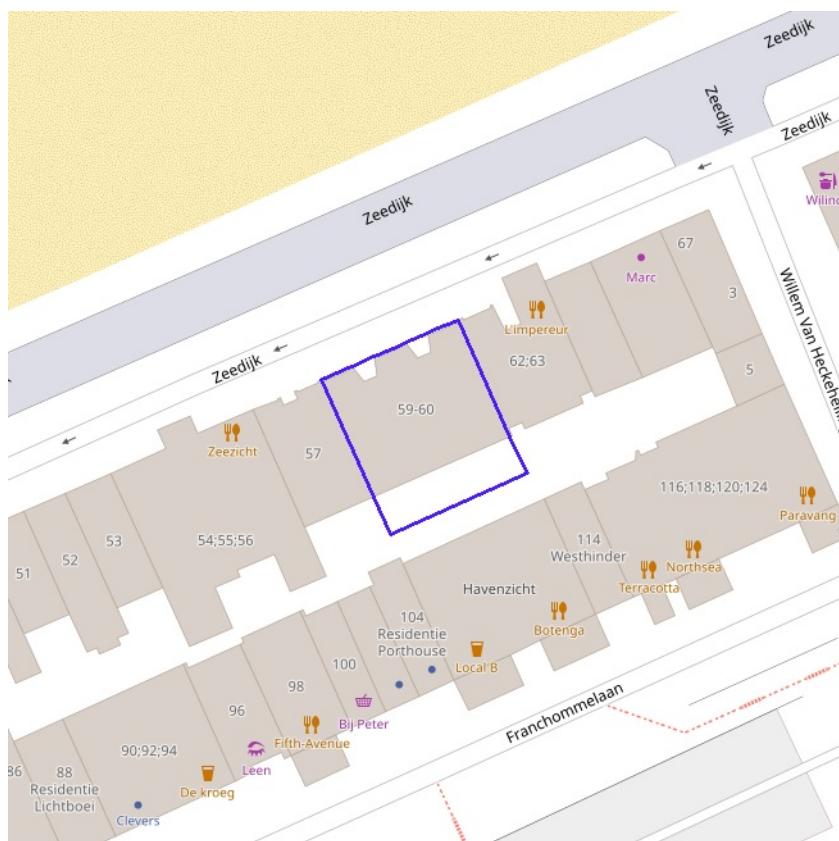 Zeedijk
Zeedijk
Zeedijk
Wilind
Zeedijk
67
Marc
3
Willem Van Heckehem
L'impereur
Zeedijk
62;63
5
59-60
Zeezicht
57
116;118;120;124
Paravang
54;55;56
53
52
51
114
Westhinder
Northsea
Terracotta
Havenzicht
Botenga
104
Residentie
Porthouse
Local B
100
98
96
Bij Peter
Fifth-Avenue
Franchommelaan
90;92;94
Leen
De kroeg
86
88
Residentie
Lichtboei
Clevers